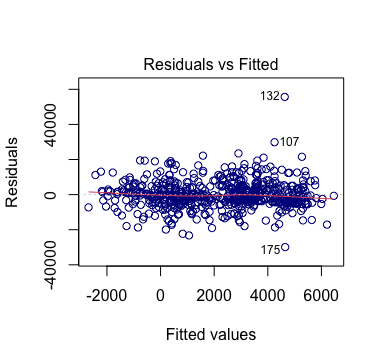 Residuals vs Fitted
132
107
175
40000
0
-40000
Residuals
-2000 0 2000 4000 6000
Fitted values